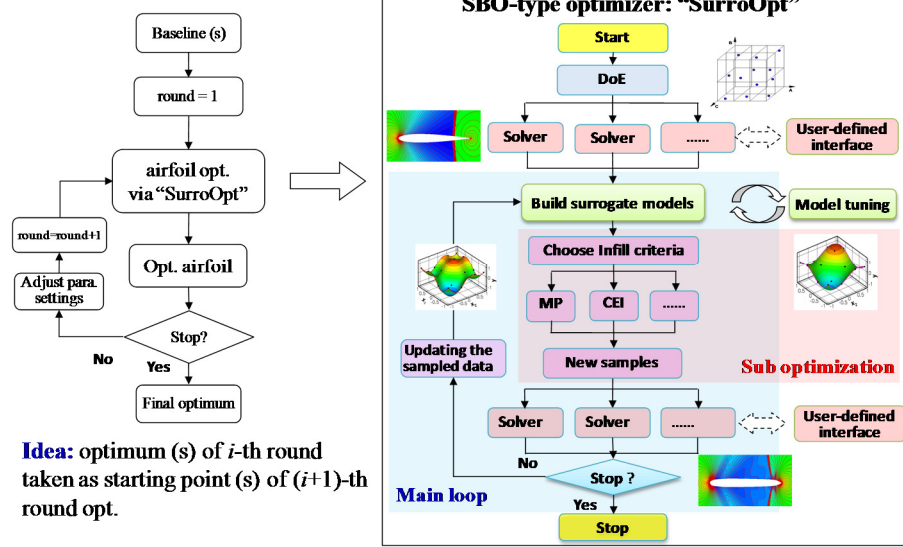 Baseline (s)
round = 1
airfoil opt.
via “SurroOpt”
round=round+1
Opt. airfoil
Adjust para.
settings
Stop?
No
Yes
Final optimum
Idea: optimum (s) of i-th round
taken as starting point (s) of (i+1)-th
round opt.
SBO-type optimizer: “SurroOpt”
Start
DoE
Solver
Solver
......
User-defined
interface
Build surrogate models
Model tuning
Choose Infill criteria
MP
CEI
......
Updating the
sampled data
New samples
Sub optimization
Solver
Solver
......
User-defined
interface
No
Stop ?
Main loop
Yes
Stop